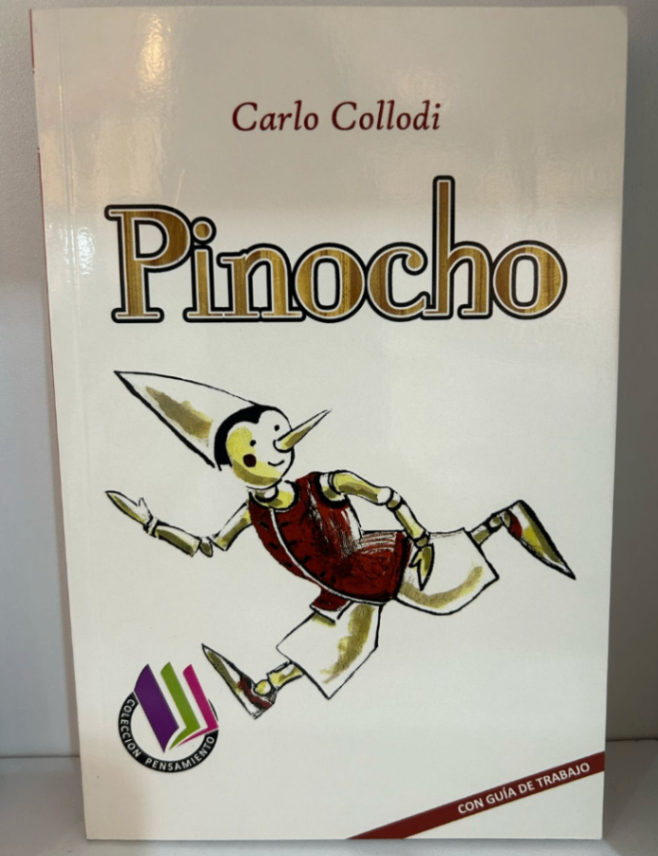 Carlo Collodi
Pinocho
COLECCIÓN PENSAMIENTO
CON GUÍA DE TRABAJO